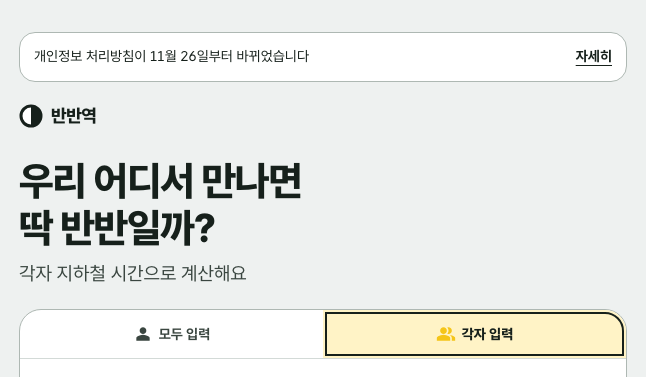 개인정보 처리방침이 11월 26일부터 바뀌었습니다
자세히
반반역
우리 어디서 만나면
딱 반반일까?
각자 지하철 시간으로 계산해요
모두 입력
각자 입력